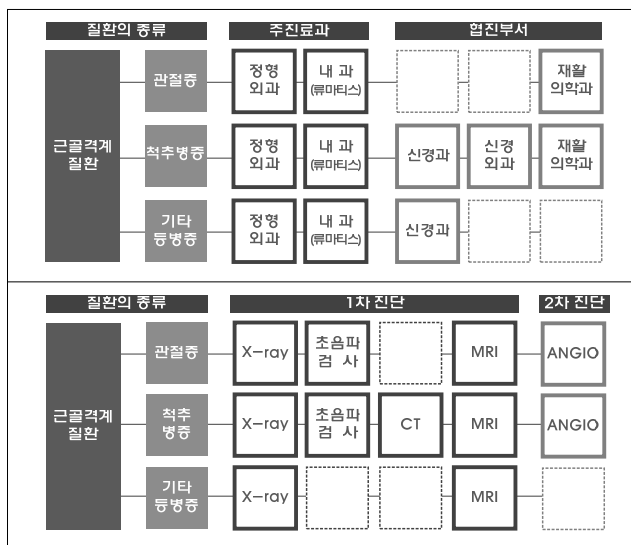 질환의 종류 주진료과 협진부서
근골격계
질환
관절증
정형
외과
내 과
(류마티스)
재활
의학과
척추병증
정형
외과
내 과
(류마티스)
신경과
신경
외과
재활
의학과
기타
등병증
정형
외과
내 과
(류마티스)
신경과
질환의 종류 1차 진단 2차 진단
근골격계
질환
관절증
X-ray
초음파
검 사
MRI
ANGIO
척추
병증
X-ray
초음파
검 사
CT
MRI
ANGIO
기타
등병증
X-ray
MRI